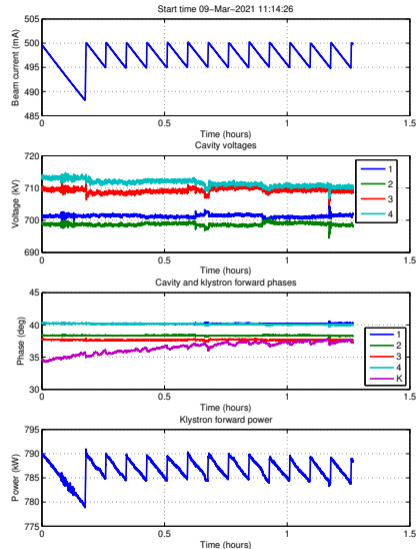 Start time 09−Mar−2021 11:14:26
505
500
495
490
485
Beam current (mA)
0 0.5 1 1.5
Time (hours)
Cavity voltages
720
710
700
690
Voltage (kV)
1
2
3
4
0 0.5 1 1.5
Time (hours)
Cavity and klystron forward phases
45
40
35
30
Phase (deg)
1
2
3
4
K
0 0.5 1 1.5
Time (hours)
Klystron forward power
795
790
785
780
775
Power (kW)
0 0.5 1 1.5
Time (hours)